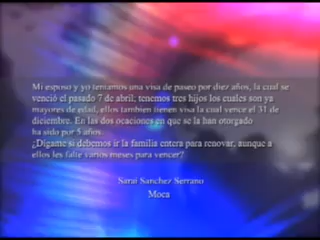 Mi esposo y yo teníamos una visa de paseo por diez años, la cual se
venció el pasado 7 de abril; tenemos tres hijos los cuales son ya
mayores de edad, ellos tambien tienen visa la cual vence el 31 de
diciembre. En las dos ocaciones en que se la han otorgado
ha sido por 5 años.
¿Dígame si debemos ir la familia entera para renovar, aunque a
ellos les falte varios meses para vencer?
Sarai Sanchez Serrano
Moca